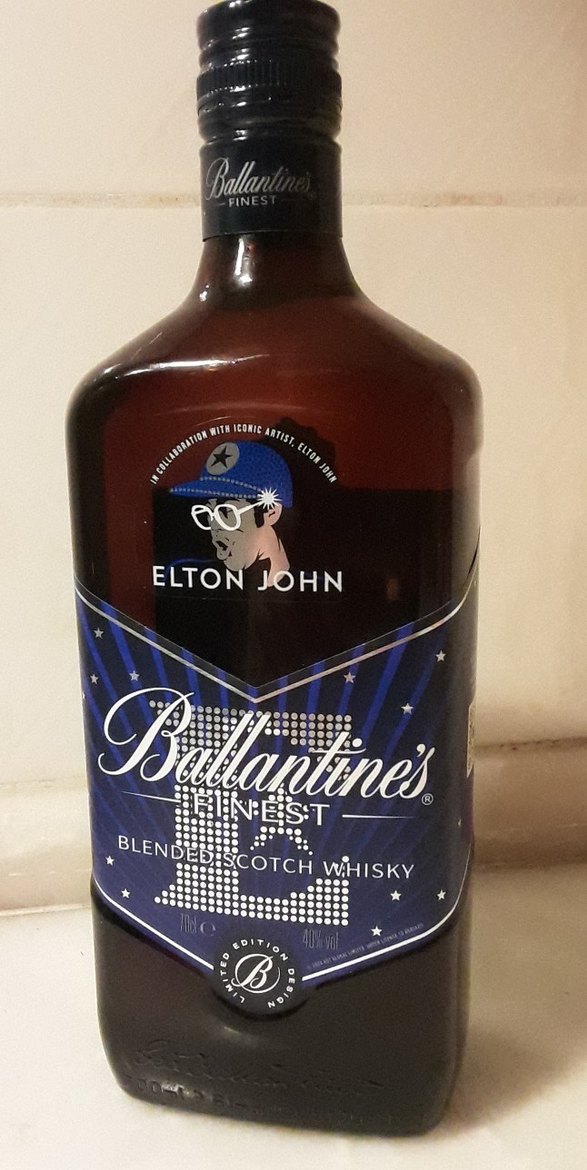 Ballantine's
FINEST
IN COLLABORATION WITH ICONIC ARTIST, ELTON JOHN
ELTON JOHN
Ballantine's®
FINEST
BLENDED SCOTCH WHISKY
70cl ℮ 40% vol
LIMITED EDITION DESIGN
B